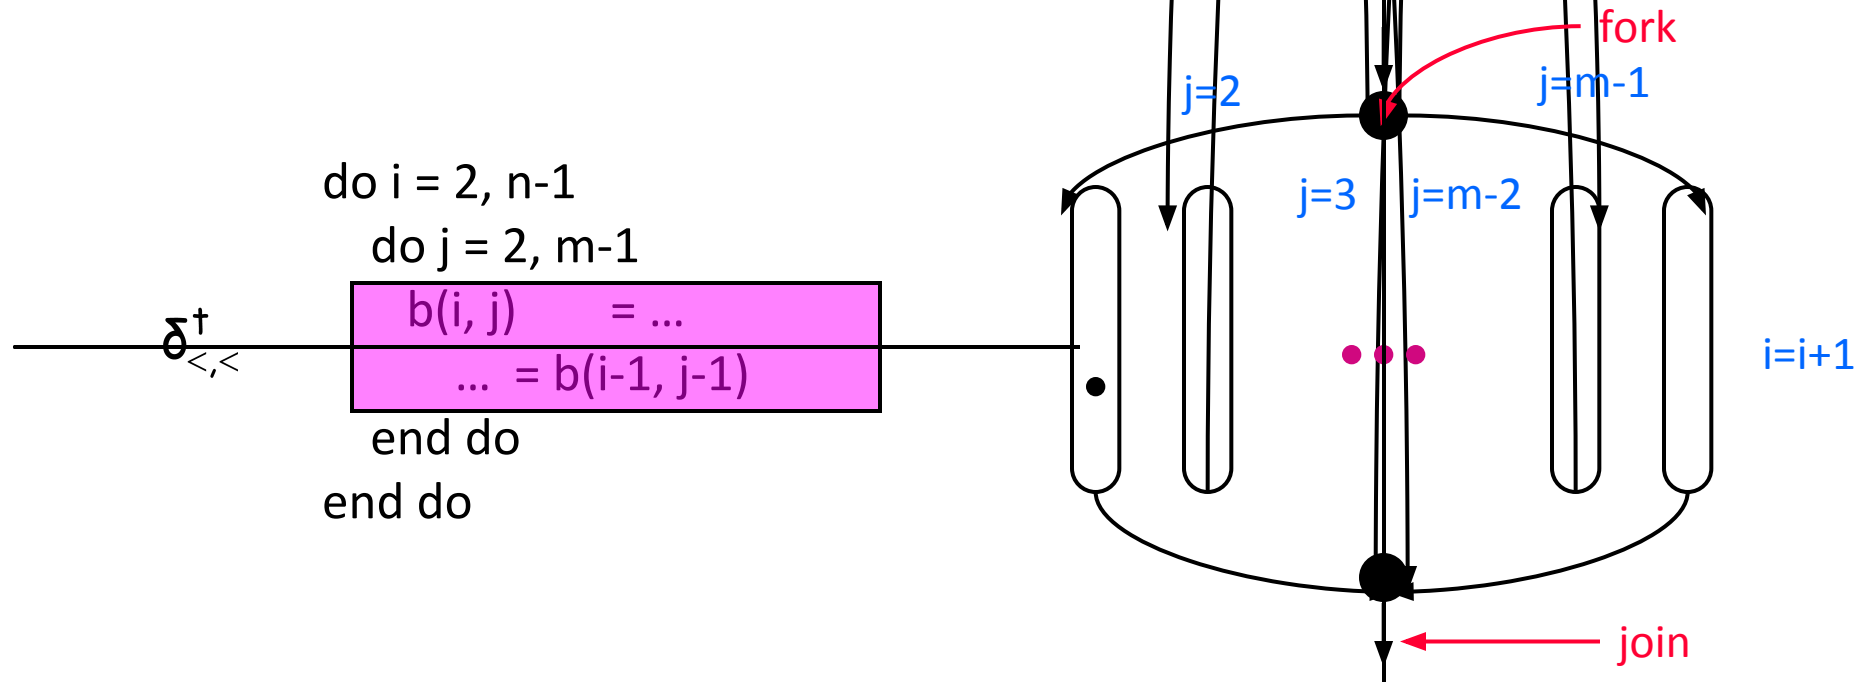 fork
j=2
j=m-1
do i = 2, n-1
j=3
j=m-2
do j = 2, m-1
b(i, j) = ...
δ†<,<
i=i+1
... = b(i-1, j-1)
end do
end do
join